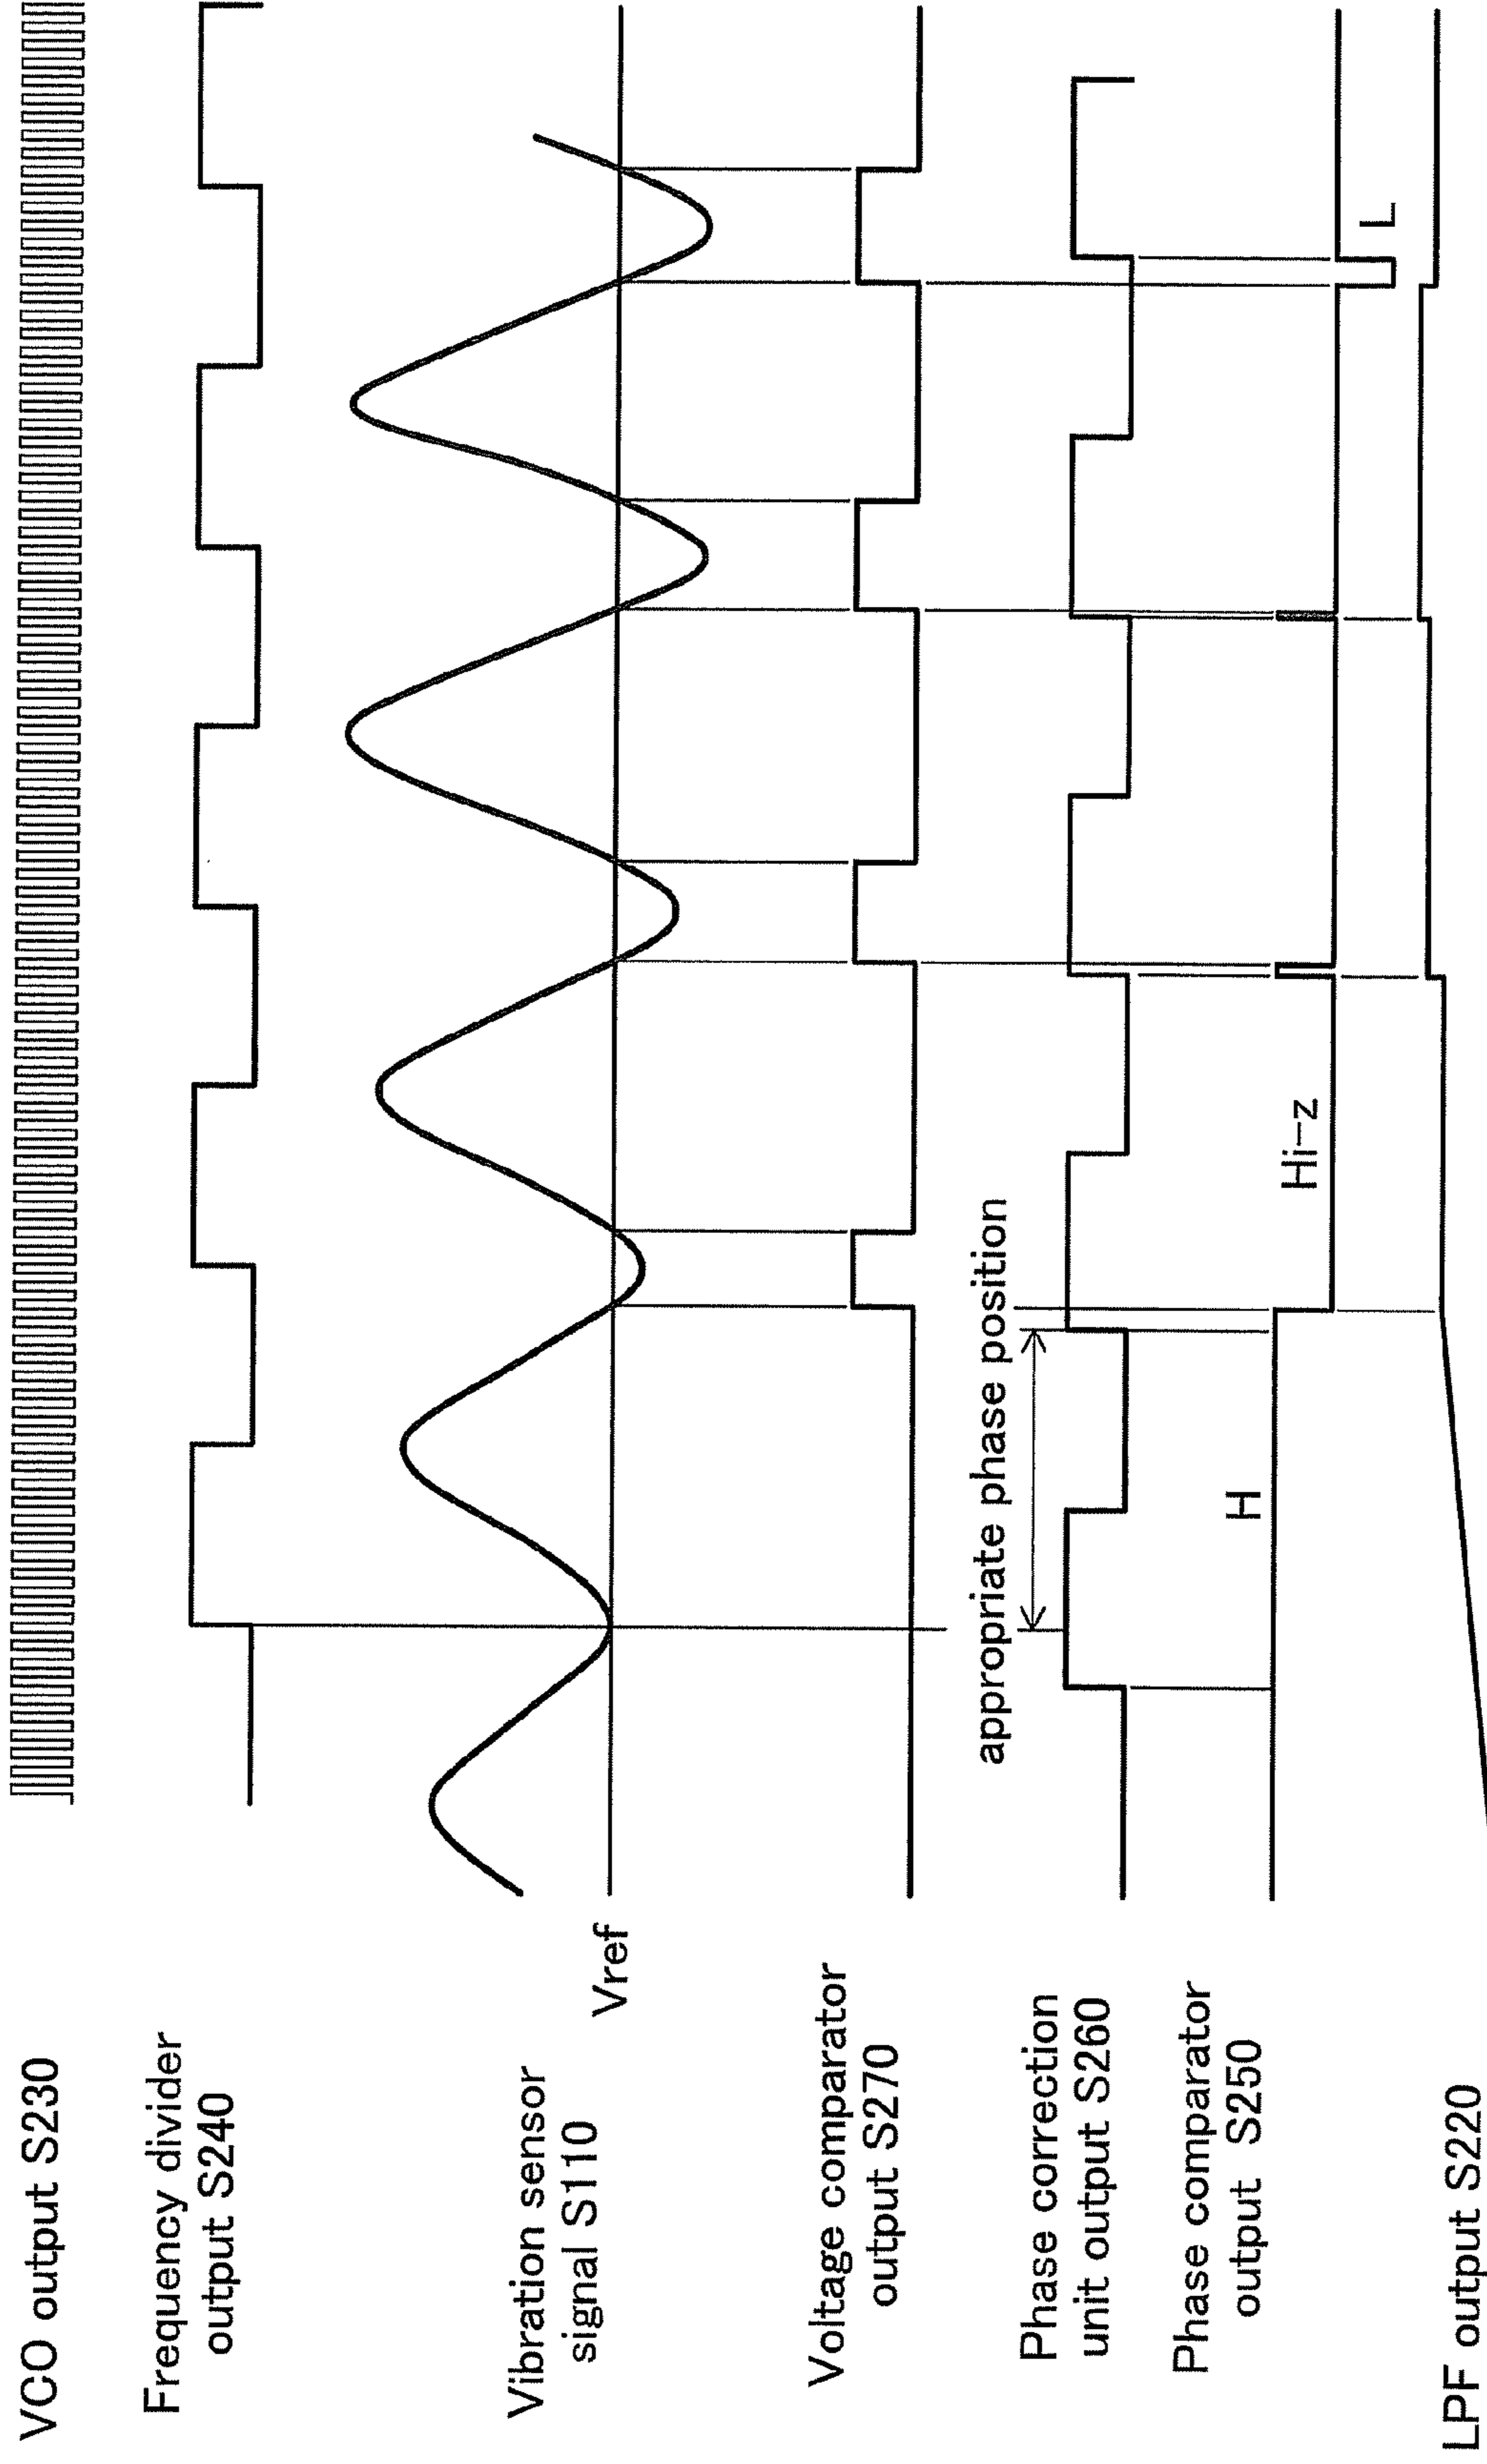 VCO output S230
Frequency divider
output S240
Vibration sensor
signal S110
Vref
Voltage comparator
output S270
appropriate phase position
Phase correction
unit output S260
Phase comparator
output S250
H
Hi-z
L
LPF output S220